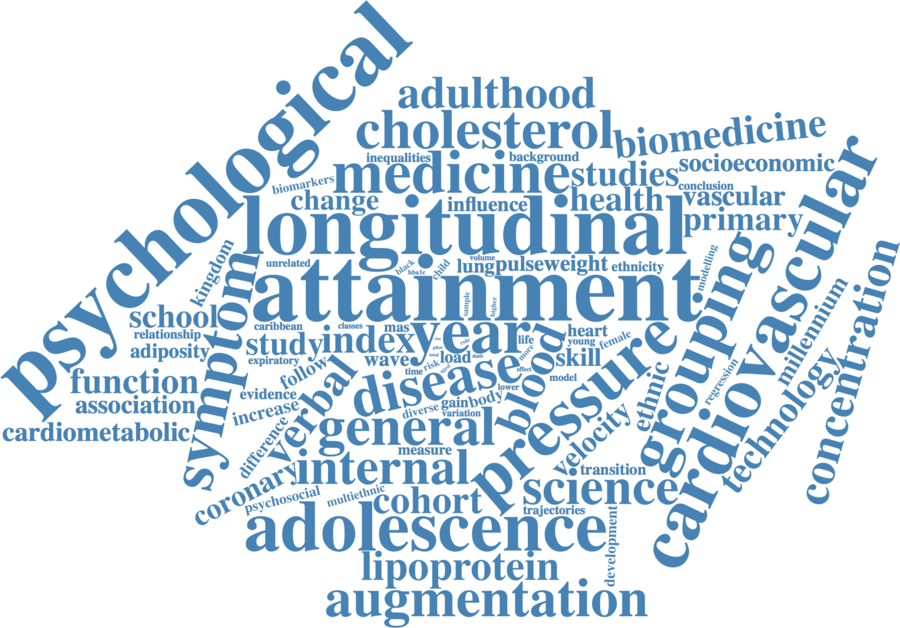 psychological
adulthood
cholesterol
biomedicine
inequalities
background
medicine
studies
socioeconomic
biomarkers
conclusion
change
influence
health
vascular
primary
longitudinal
cardiovascular
kingdom
unrelated
black
hba1c
child
volume
lung
pulseweight
ethnicity
modelling
attainment
sample
higher
grouping
concentration
symptom
school
relationship
adiposity
caribbean
classes
mas
study
index
year
life
heart
young
female
expiratory
wave
load
skill
millennium
function
follow
time
risk
disease
more
effect
model
blood
pressure
ethnic
regression
technology
association
evidence
increase
verbal
diverse
gain
body
lower
variation
cardiometabolic
difference
general
measure
velocity
coronary
internal
transition
psychosocial
multiethnic
cohort
science
trajectories
adolescence
development
lipoprotein
augmentation